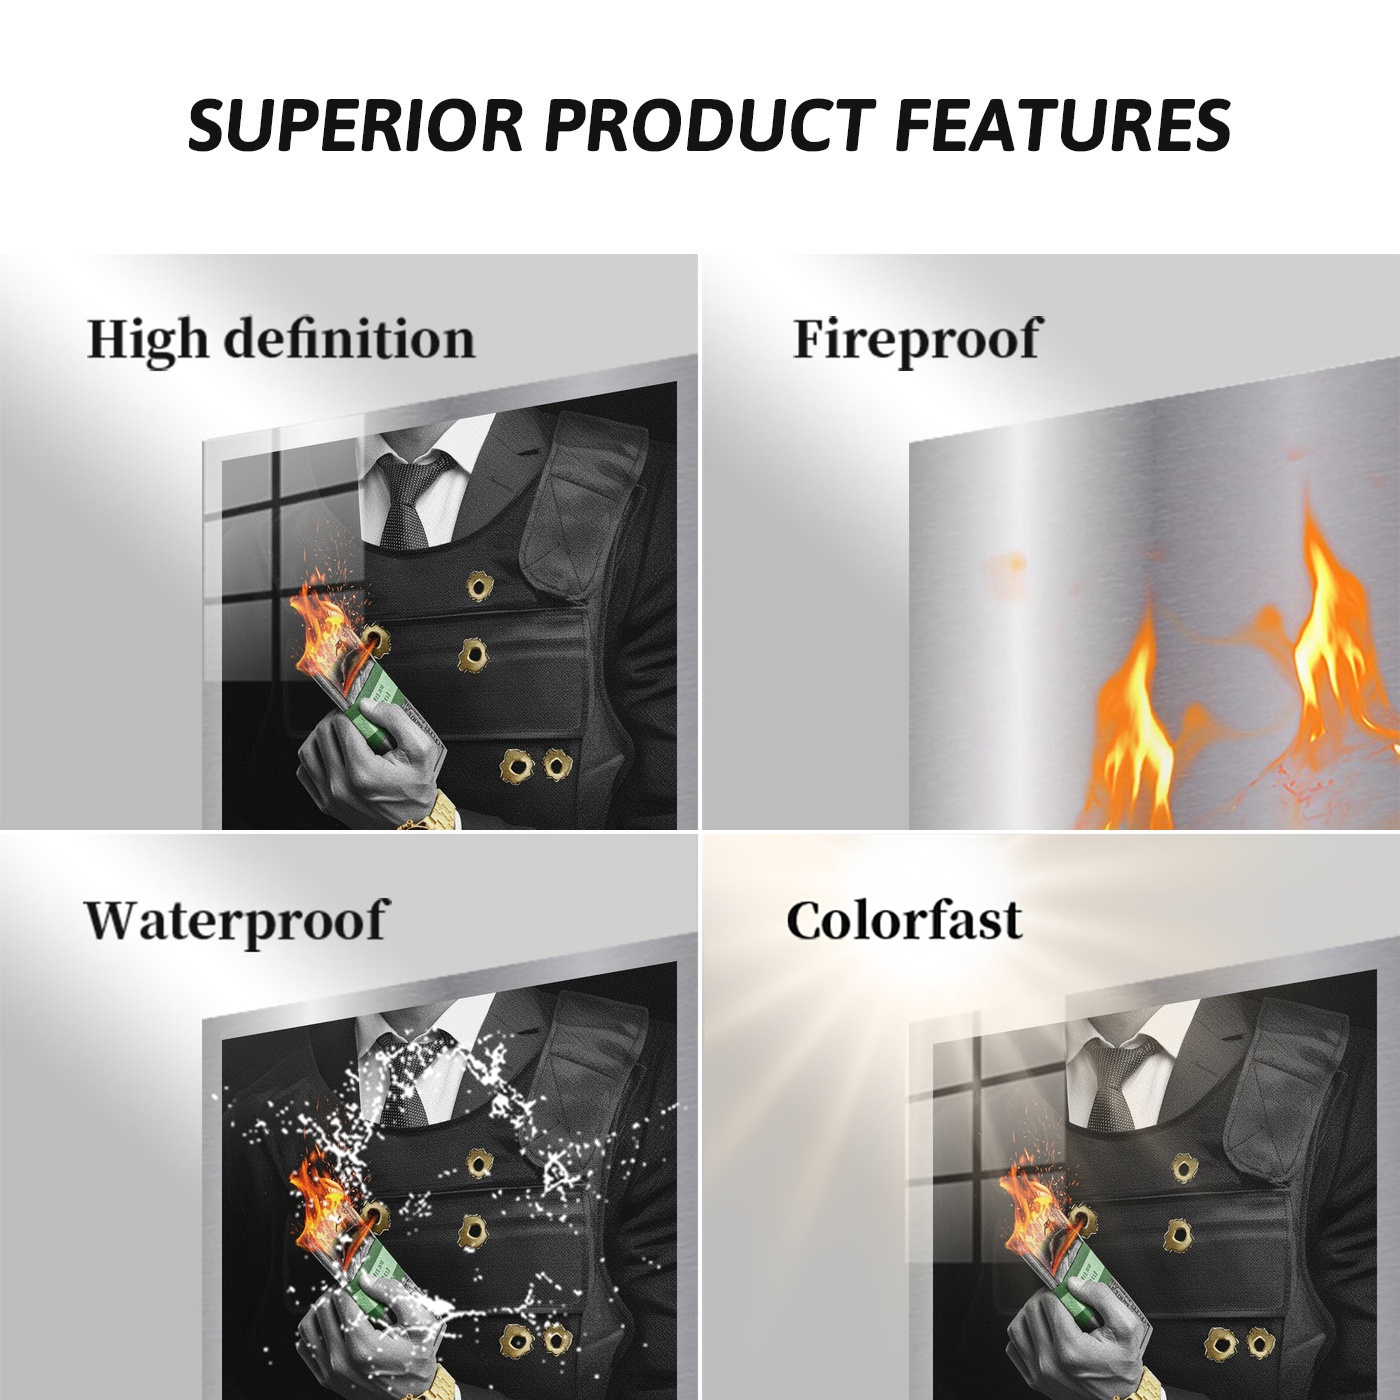 SUPERIOR PRODUCT FEATURES
High definition
Fireproof
Waterproof
Colorfast